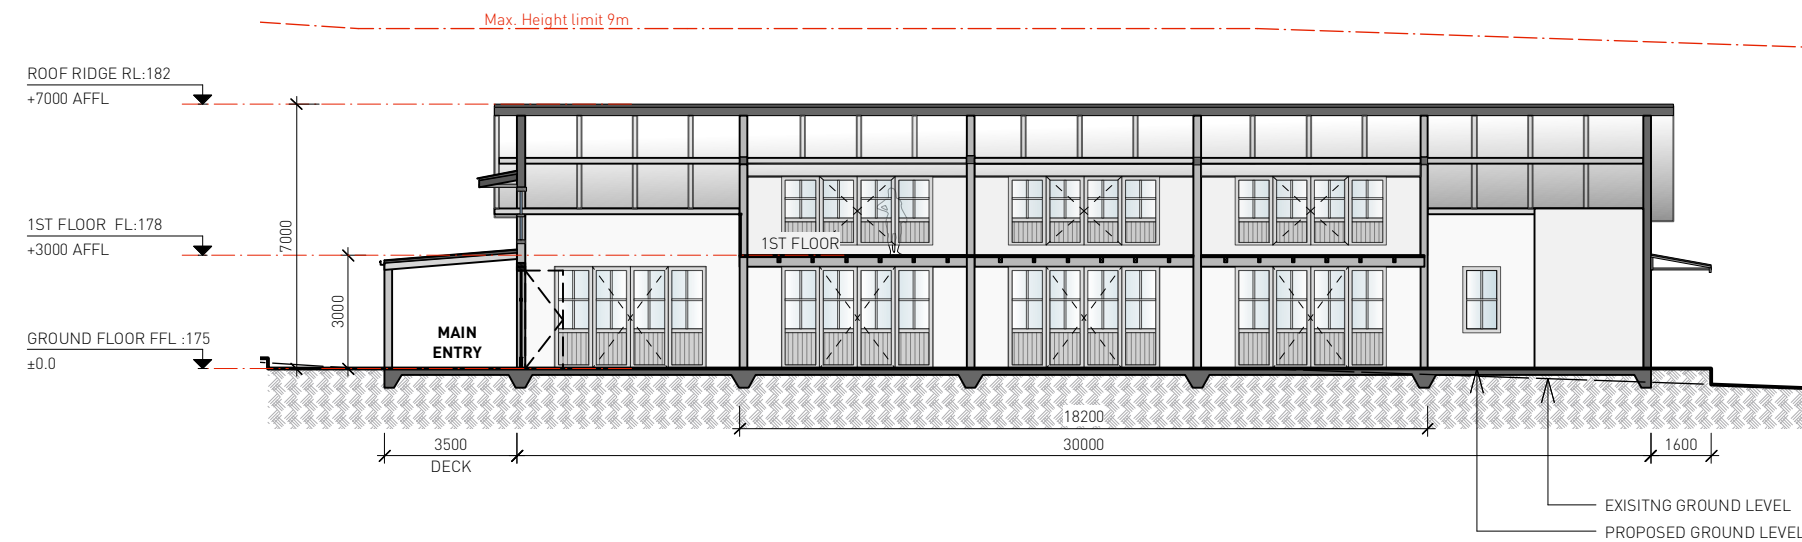 Max. Height limit 9m
ROOF RIDGE RL:182
+7000 AFFL
1ST FLOOR FL:178
+3000 AFFL
7000
1ST FLOOR
3000
GROUND FLOOR FFL :175
±0.0
MAIN
ENTRY
18200
3500
30000
1600
DECK
EXISITNG GROUND LEVEL
PROPOSED GROUND LEVEL